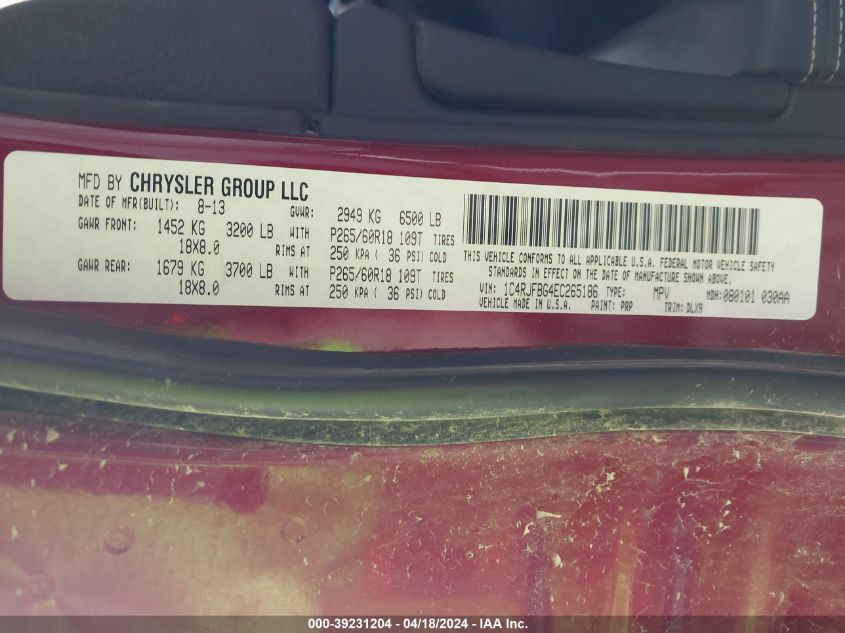 MFD BY CHRYSLER GROUP LLC
DATE OF MFR(BUILT): 8-13 GVWR: 2949 KG 6500 LB
GAWR FRONT: 1452 KG 3200 LB WITH P265/60R18 109T TIRES
18X8.0 RIMS AT 250 KPA ( 36 PSI) COLD
GAWR REAR: 1679 KG 3700 LB WITH P265/60R18 109T TIRES
18X8.0 RIMS AT 250 KPA ( 36 PSI) COLD
THIS VEHICLE CONFORMS TO ALL APPLICABLE U.S.A. FEDERAL MOTOR VEHICLE SAFETY
STANDARDS IN EFFECT ON THE DATE OF MANUFACTURE SHOWN ABOVE.
VIN: 1C4RJFBG4EC265186 TYPE: MPV MDH: 080101 030AA
VEHICLE MADE IN U.S.A. PAINT: PRP TRIM: DLX9
000-39231204 - 04/18/2024 - IAA Inc.